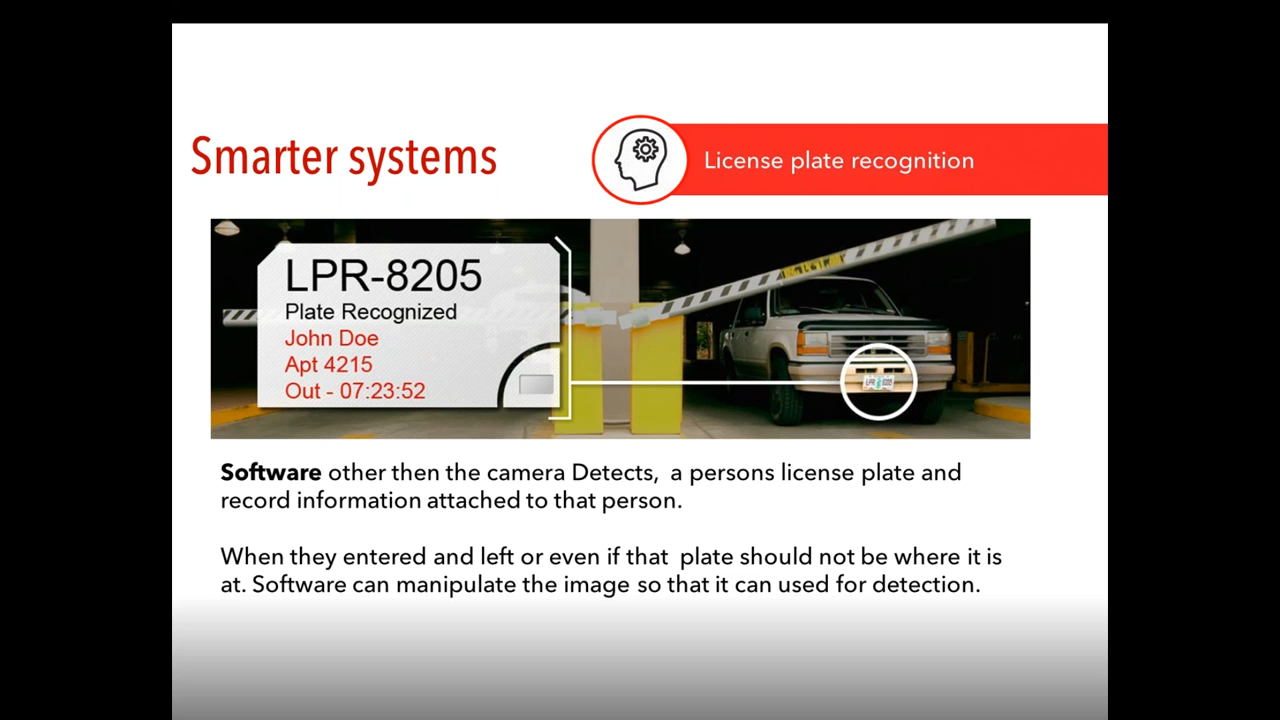 Smarter systems
License plate recognition
LPR-8205
Plate Recognized
John Doe
Apt 4215
Out - 07:23:52
LPR 8205
Software other then the camera Detects,  a persons license plate and
record information attached to that person.
When they entered and left or even if that  plate should not be where it is
at. Software can manipulate the image so that it can used for detection.